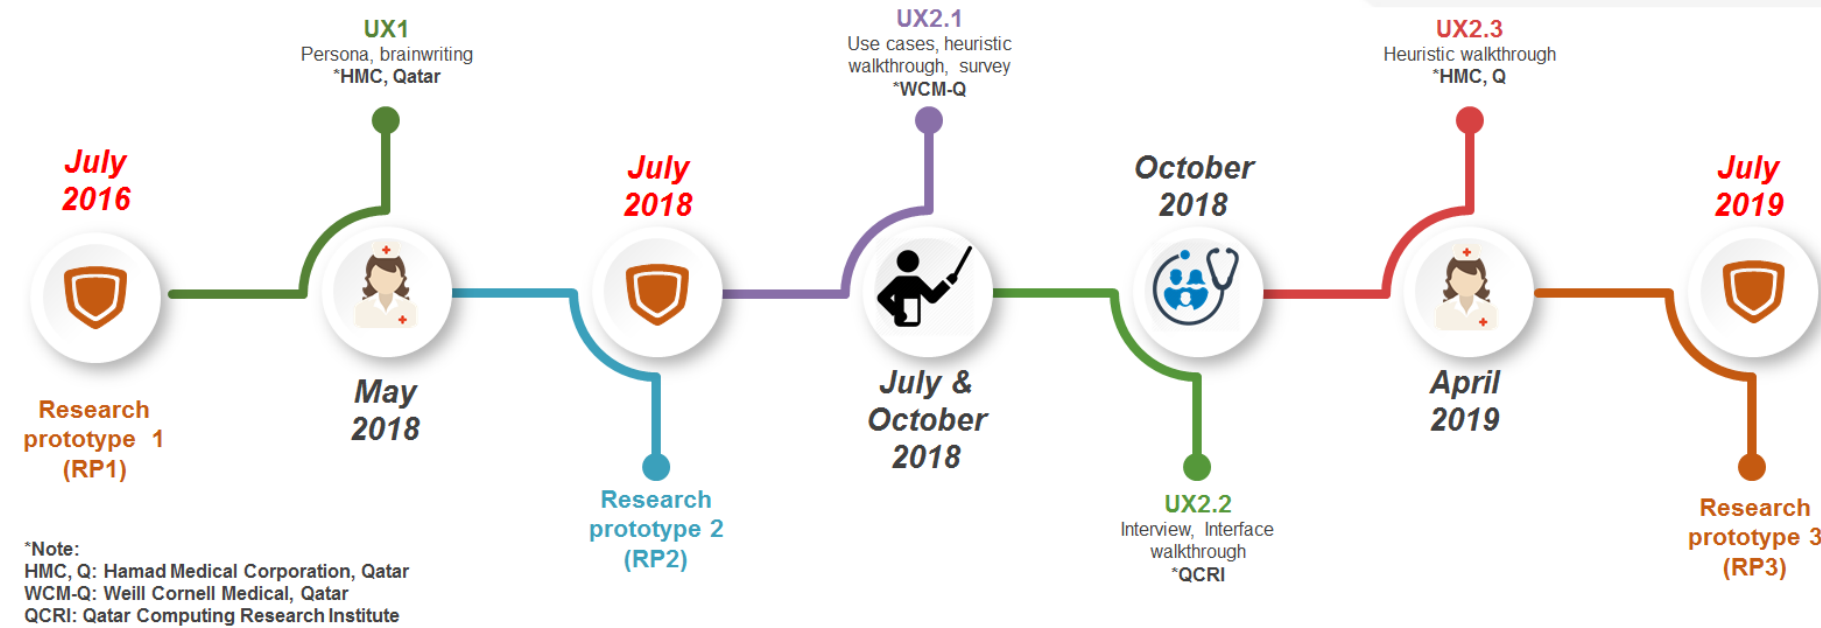 UX1
Persona, brainwriting
*HMC, Qatar
UX2.1
Use cases, heuristic
walkthrough, survey
*WCM-Q
UX2.3
Heuristic walkthrough
*HMC, Q
July
2016
July
2018
October
2018
July
2019
May
2018
July &
October
2018
April
2019
Research
prototype 1
(RP1)
Research
prototype 2
(RP2)
UX2.2
Interview, Interface
walkthrough
*QCRI
Research
prototype 3
(RP3)
*Note:
HMC, Q: Hamad Medical Corporation, Qatar
WCM-Q: Weill Cornell Medical, Qatar
QCRI: Qatar Computing Research Institute